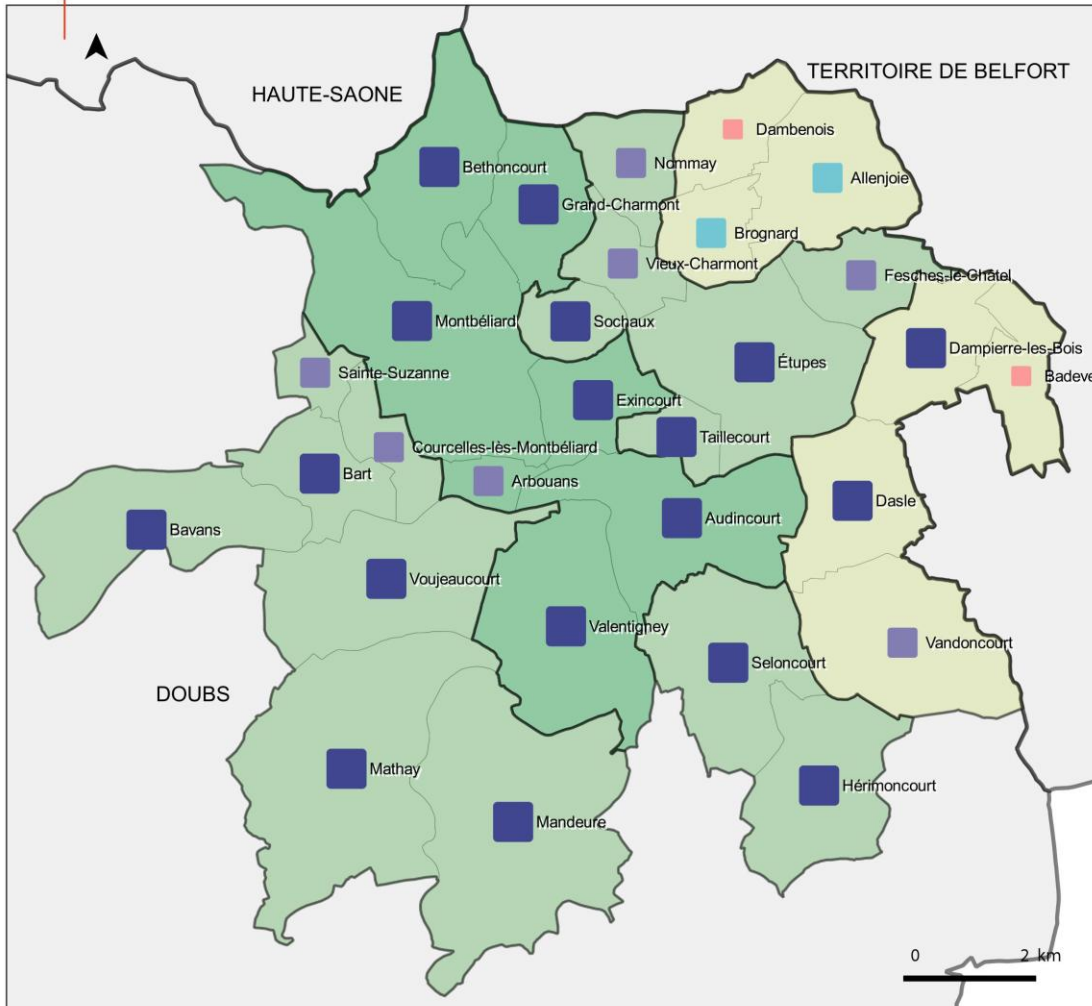 HAUTE-SAONE
TERRITOIRE DE BELFORT
Dambenois
Nommay
Bethoncourt
Allenjoie
Grand-Charmont
Brognard
Vieux-Charmont
Fesches-le-Châtel
Montbéliard
Sochaux
Dampierre-les-Bois
Étupes
Sainte-Suzanne
Badeve
Exincourt
Taillecourt
Courcelles-lès-Montbéliard
Bart
Arbouans
Dasle
Audincourt
Bavans
Voujeaucourt
Valentigney
Vandoncourt
Seloncourt
DOUBS
Mathay
Hérimoncourt
Mandeure
0 2 km